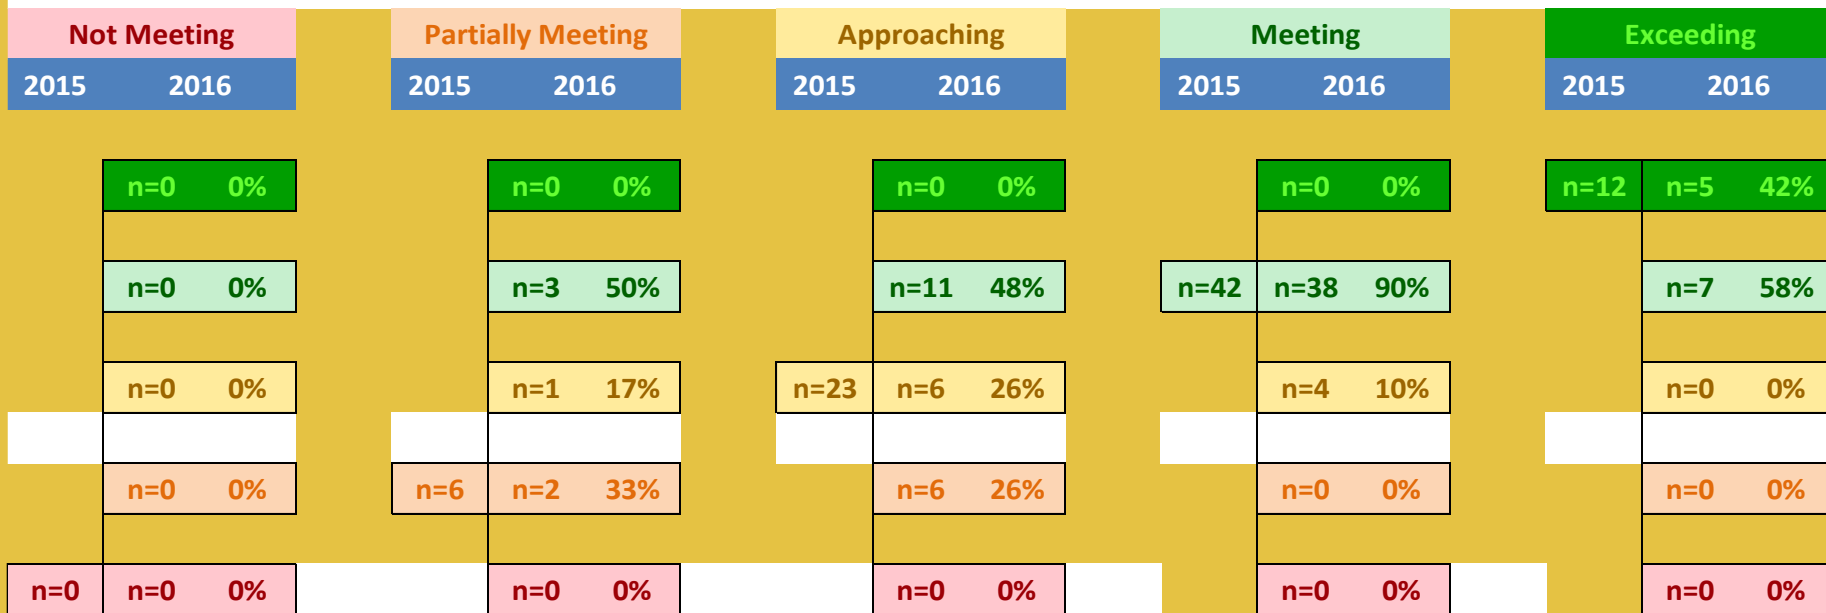 Not Meeting Partially Meeting Approaching Meeting Exceeding
2015 2016 2015 2016 2015 2016 2015 2016 2015 2016
n=0 0% n=0 0% n=0 0% n=0 0% n=12 n=5 42%
n=0 0% n=3 50% n=11 48% n=42 n=38 90% n=7 58%
n=0 0% n=1 17% n=23 n=6 26% n=4 10% n=0 0%
n=0 0% n=6 n=2 33% n=6 26% n=0 0% n=0 0%
n=0 n=0 0% n=0 0% n=0 0% n=0 0% n=0 0%